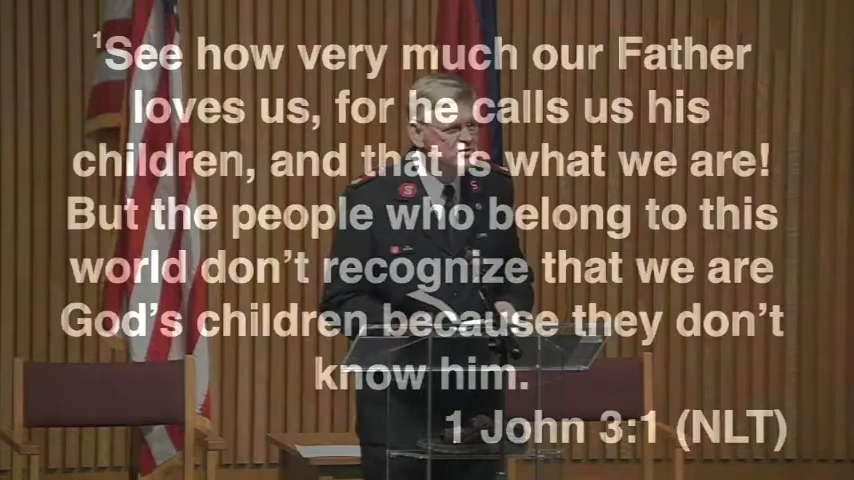 ¹See how very much our Father
loves us, for he calls us his
children, and that is what we are!
But the people who belong to this
world don’t recognize that we are
God’s children because they don’t
know him.
1 John 3:1 (NLT)